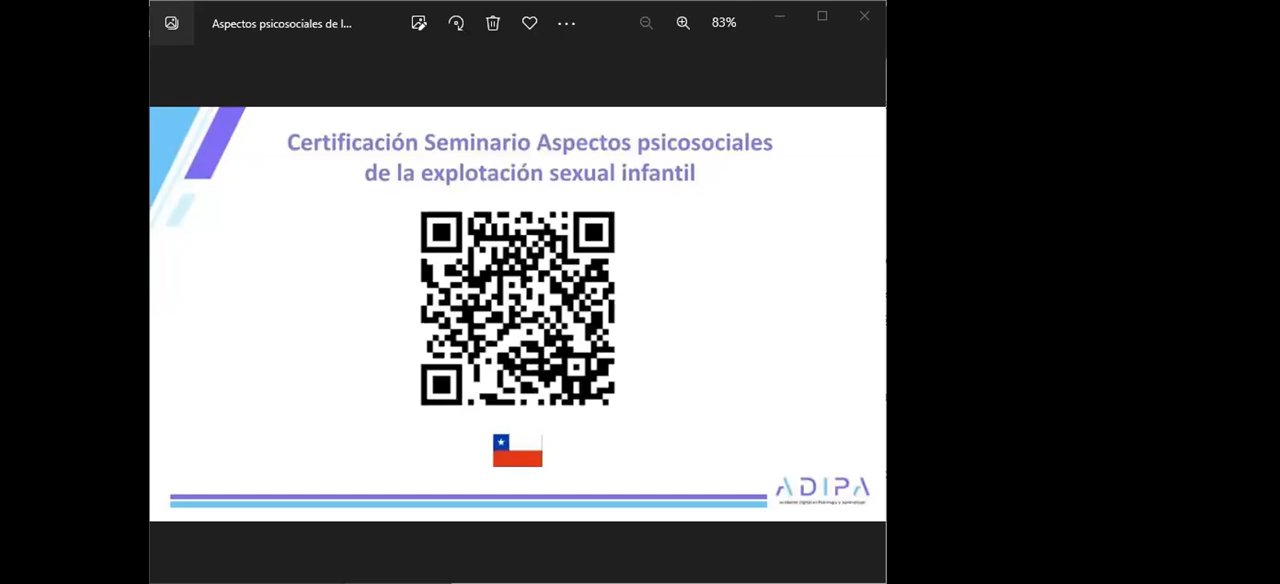 Aspectos psicosociales de l...
83%
Certificación Seminario Aspectos psicosociales
de la explotación sexual infantil
ADIPA